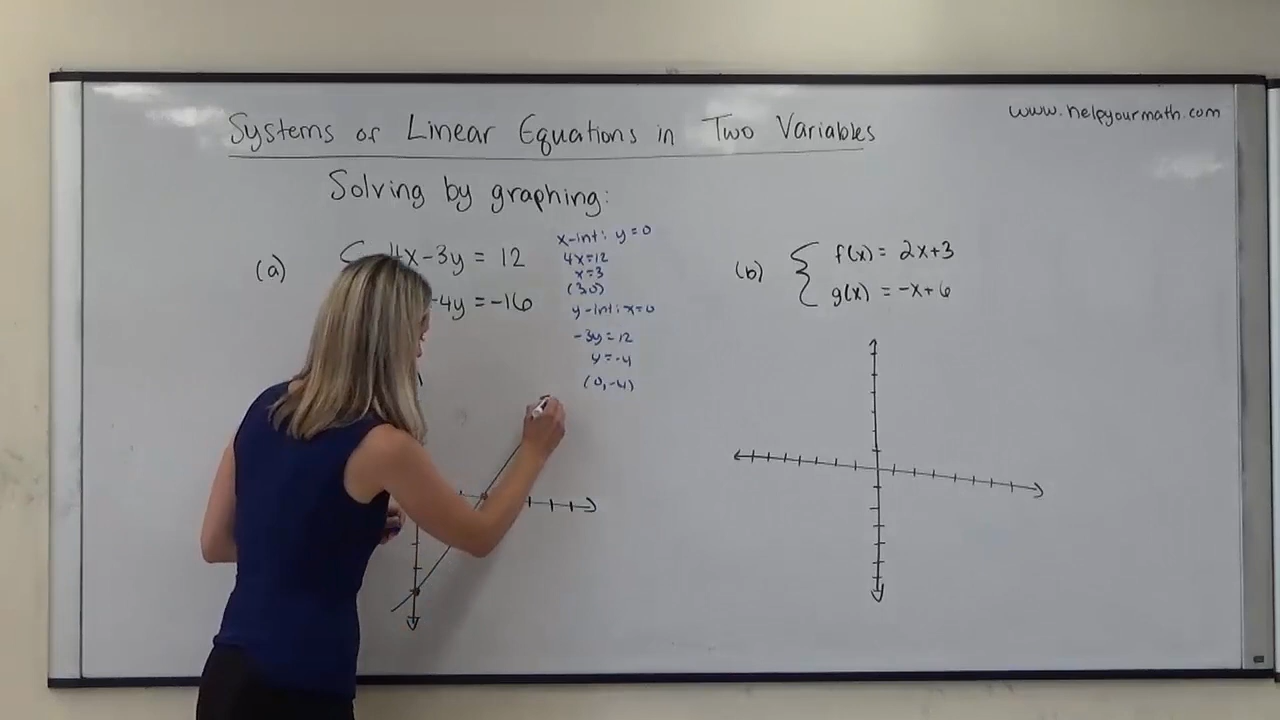 www.helpyourmath.com
Systems of Linear Equations in Two Variables
Solving by graphing:
(a)
4x-3y = 12
-4y = -16
x-int: y=0
4x=12
x=3
(3,0)
y-int: x=0
-3y=12
y=-4
(0,-4)
(b)
f(x) = 2x+3
g(x) = -x+6